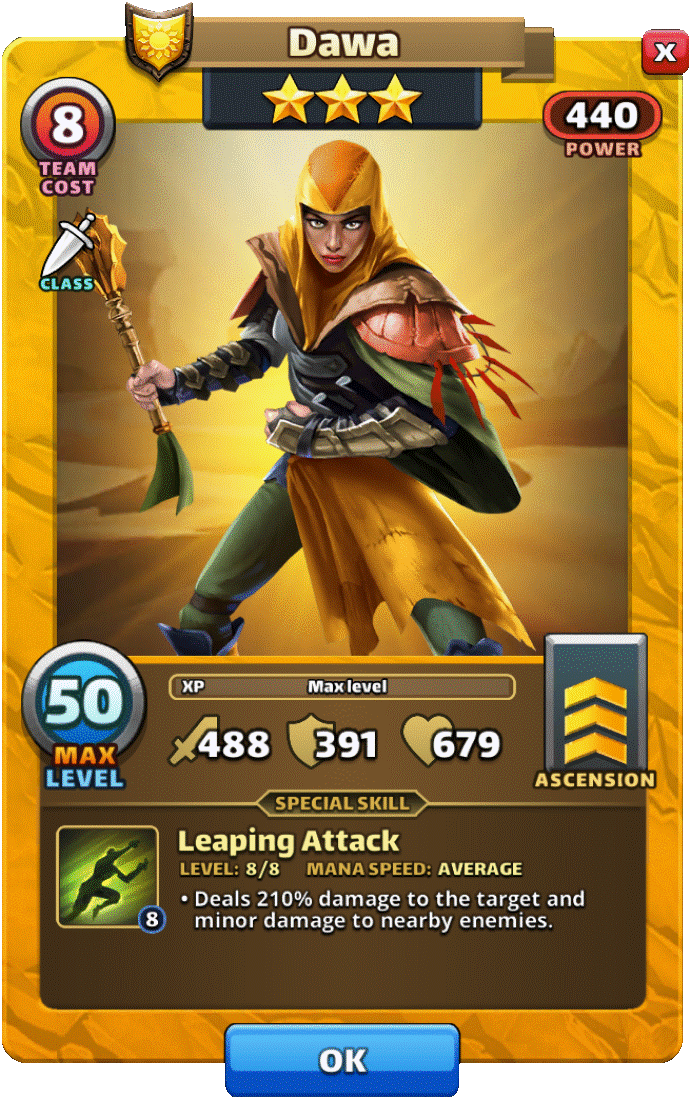 Dawa
X
8
TEAM
COST
440
POWER
CLASS
50
MAX
LEVEL
XP
Max level
488
391
679
ASCENSION
SPECIAL SKILL
Leaping Attack
LEVEL: 8/8 MANA SPEED: AVERAGE
• Deals 210% damage to the target and
minor damage to nearby enemies.
8
OK